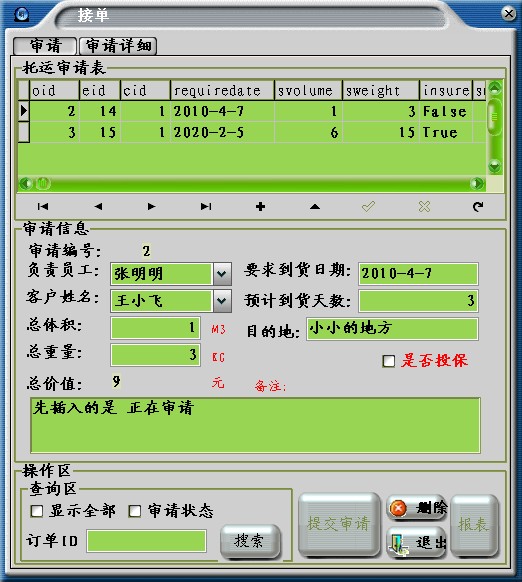 接单
审请 审请详细
托运审请表
oid eid cid requiredate svolume sweight insure
2 14 1 2010-4-7 1 3 False
3 15 1 2020-2-5 6 15 True
审请信息
审请编号: 2
负责员工: 张明明 要求到货日期: 2010-4-7
客户姓名: 王小飞 预计到货天数: 3
总体积: 1 M3 目的地: 小小的地方
总重量: 3 KG 是否投保
总价值: 9 元 备注:
先插入的是 正在审请
操作区
查询区
显示全部 审请状态
订单ID 搜索
提交审请 删除 报表
退出